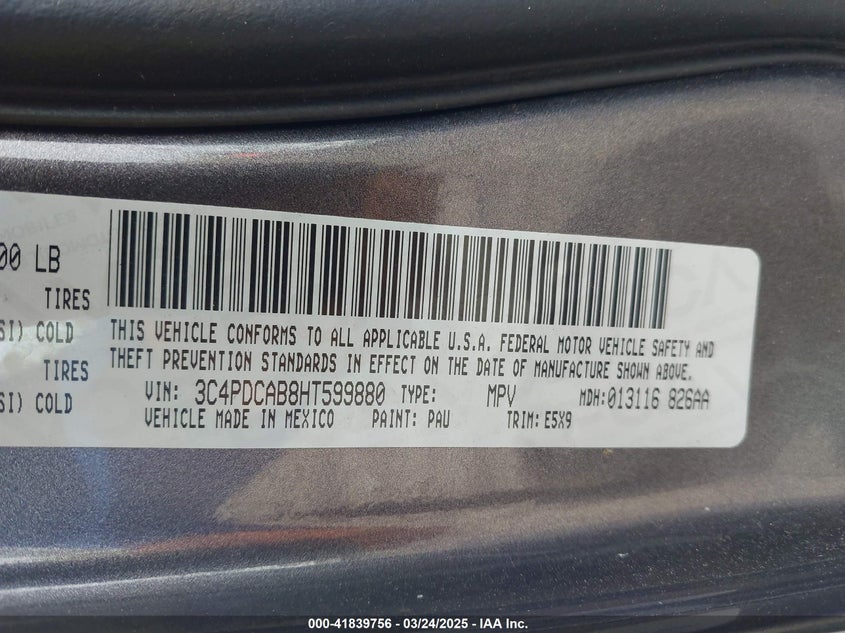 00 LB
TIRES
SI) COLD
TIRES
SI) COLD
THIS VEHICLE CONFORMS TO ALL APPLICABLE U.S.A. FEDERAL MOTOR VEHICLE SAFETY AND
THEFT PREVENTION STANDARDS IN EFFECT ON THE DATE OF MANUFACTURE SHOWN ABOVE.
VIN: 3C4PDCAB8HT599880 TYPE: MPV MDH:013116 826AA
VEHICLE MADE IN MEXICO PAINT: PAU TRIM: E5X9
000-41839756 - 03/24/2025 - IAA Inc.